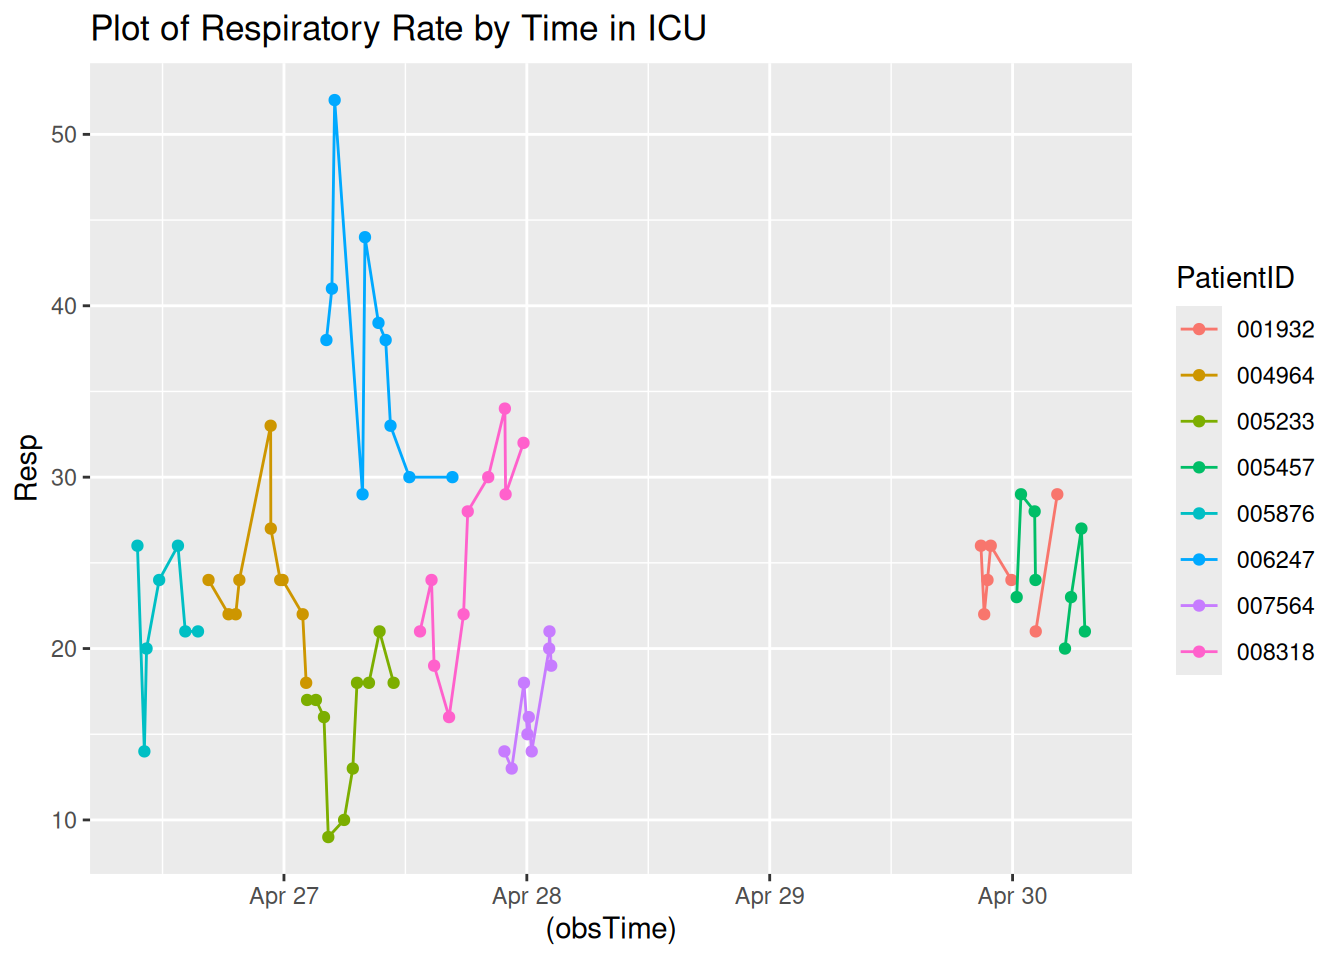 Plot of Respiratory Rate by Time in ICU
50
40
30
20
10
Resp
Apr 27
Apr 28
Apr 29
Apr 30
(obsTime)
PatientID
001932
004964
005233
005457
005876
006247
007564
008318